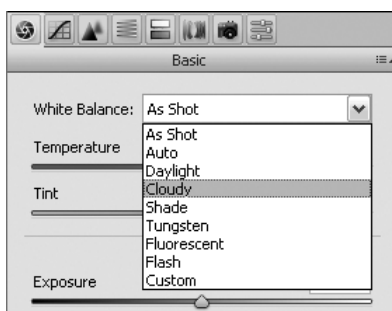 Basic
White Balance: As Shot
As Shot
Temperature
Auto
Daylight
Tint
Cloudy
Shade
Tungsten
Fluorescent
Flash
Exposure
Custom